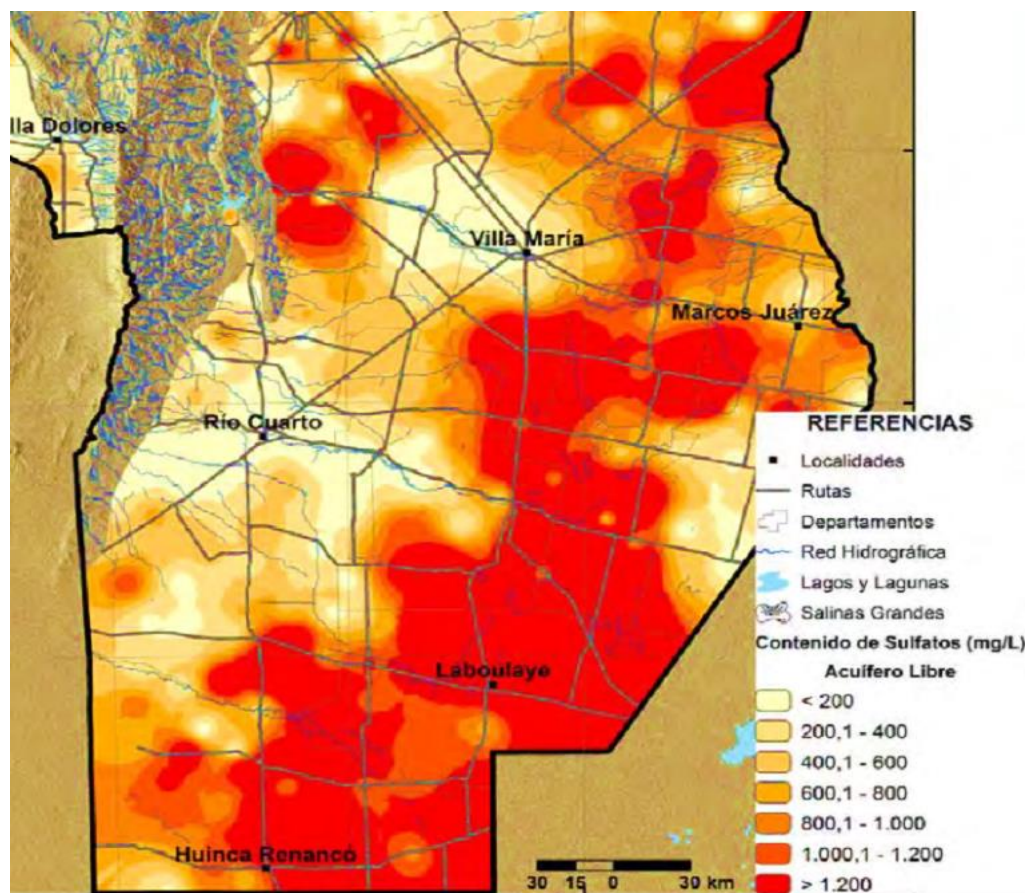 lla Dolores
Villa María
Marcos Juárez
Río Cuarto
Laboulaye
Huinca Renancó
REFERENCIAS
Localidades
Rutas
Departamentos
Red Hidrográfica
Lagos y Lagunas
Salinas Grandes
Contenido de Sulfatos (mg/L)
Acuífero Libre
< 200
200,1 - 400
400,1 - 600
600,1 - 800
800,1 - 1.000
1.000,1 - 1.200
> 1.200
30 15 0 30 km